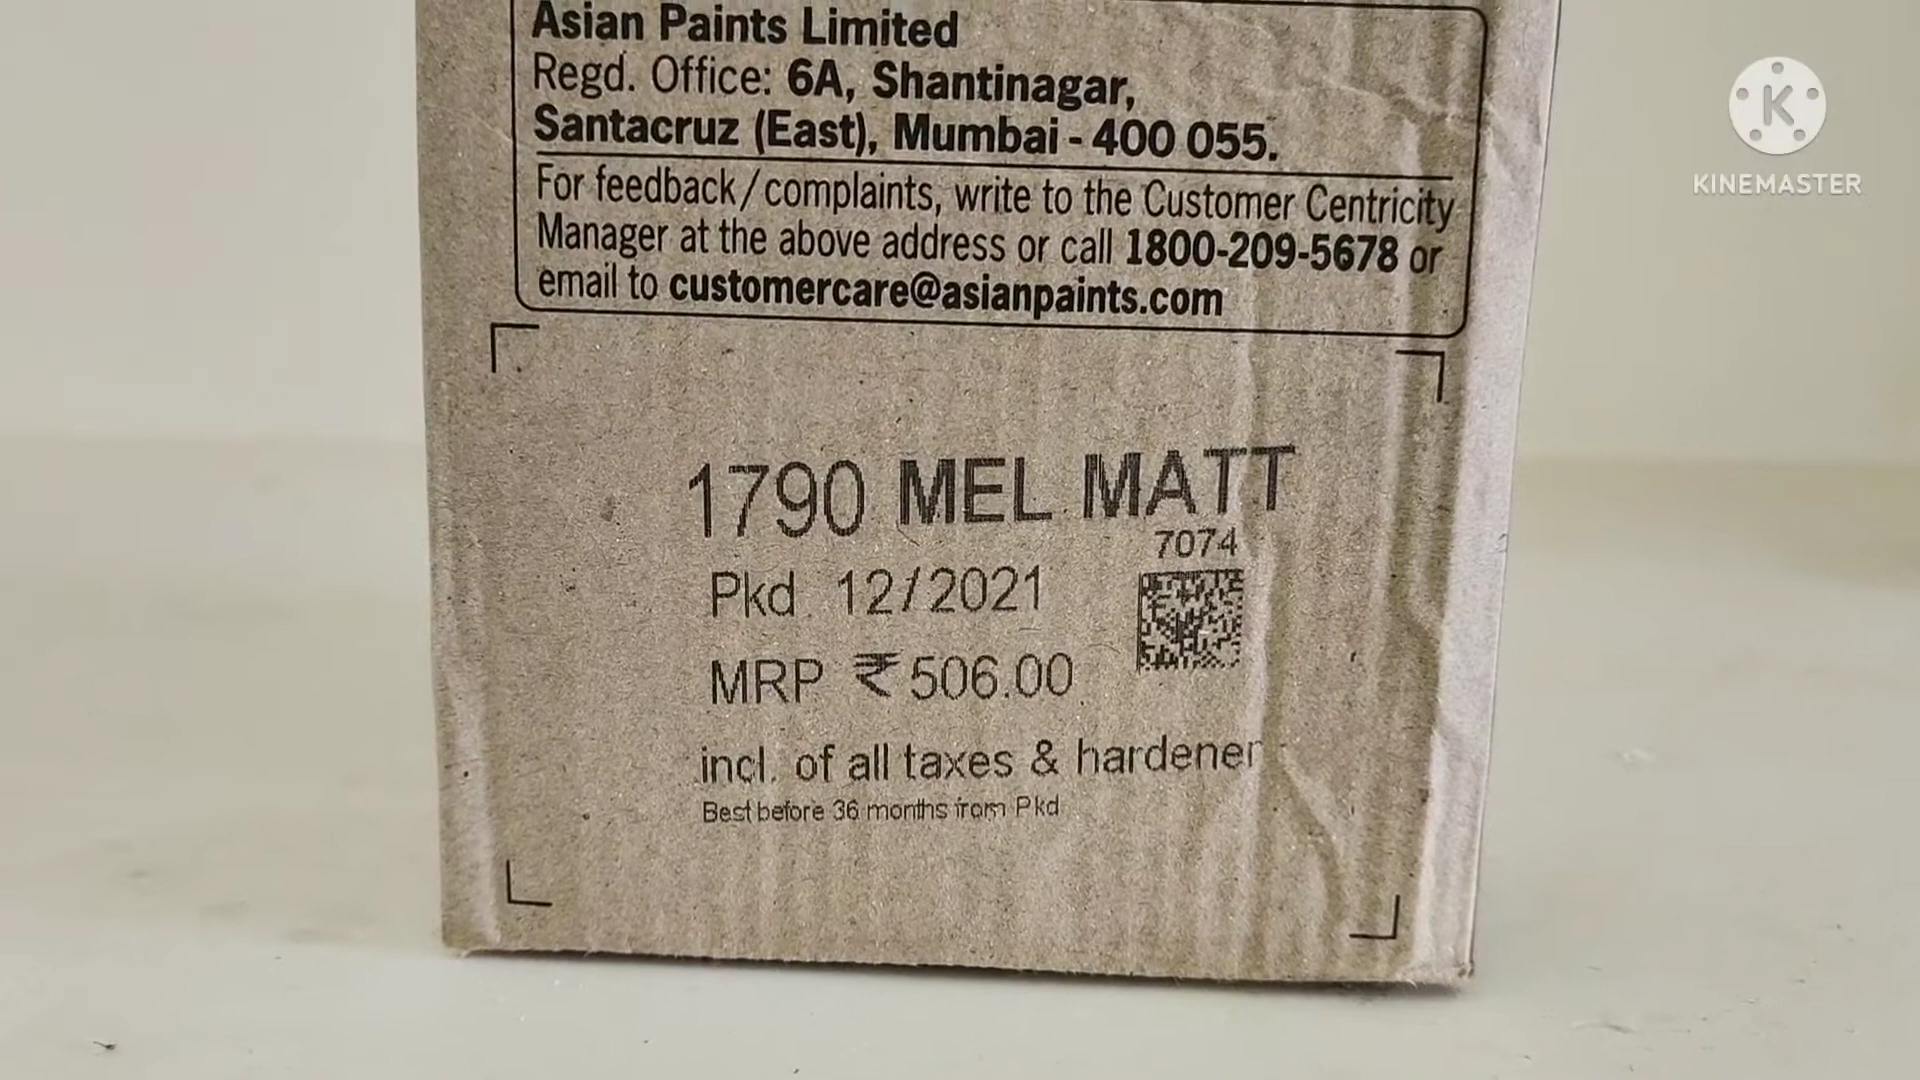 Asian Paints Limited
Regd. Office: 6A, Shantinagar,
Santacruz (East), Mumbai - 400 055.
For feedback/complaints, write to the Customer Centricity
Manager at the above address or call 1800-209-5678 or
email to customercare@asianpaints.com
1790 MEL MATT
7074
Pkd 12/2021
MRP ₹506.00
incl. of all taxes & hardener
Best before 36 months from Pkd
K
KINEMASTER